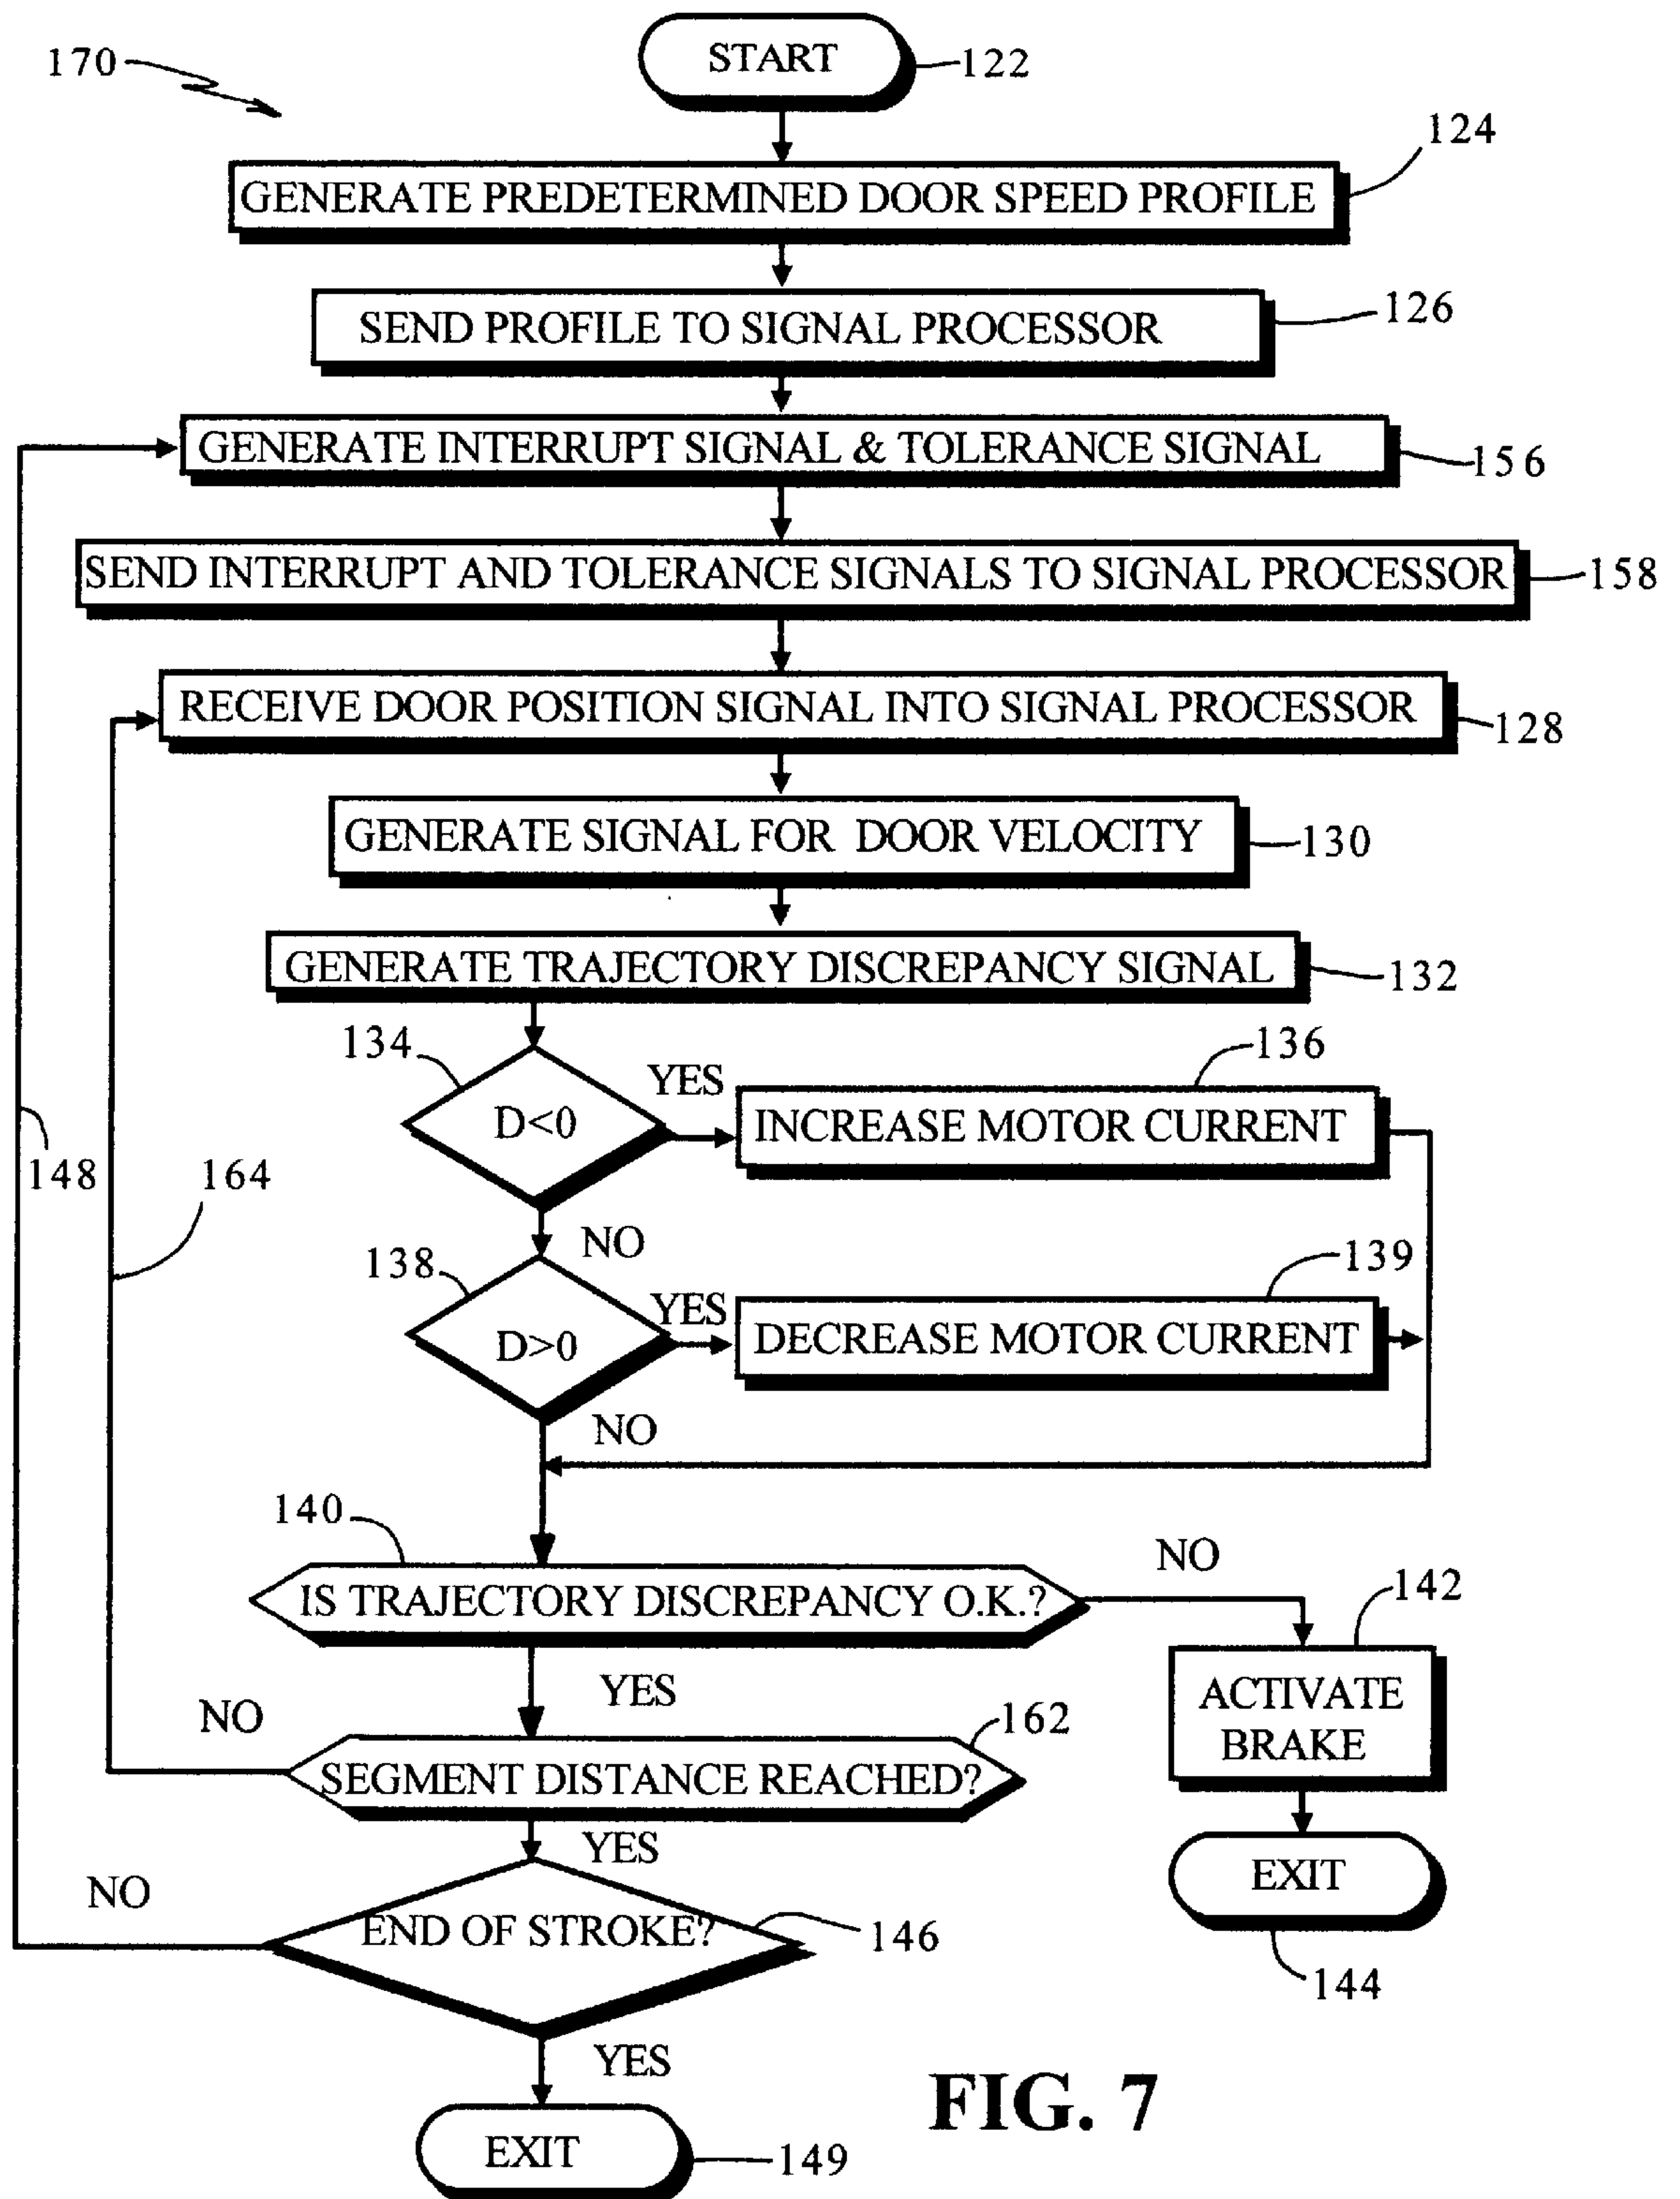 170
START
122
124
GENERATE PREDETERMINED DOOR SPEED PROFILE
126
SEND PROFILE TO SIGNAL PROCESSOR
GENERATE INTERRUPT SIGNAL & TOLERANCE SIGNAL
156
SEND INTERRUPT AND TOLERANCE SIGNALS TO SIGNAL PROCESSOR
158
RECEIVE DOOR POSITION SIGNAL INTO SIGNAL PROCESSOR
128
GENERATE SIGNAL FOR DOOR VELOCITY
130
GENERATE TRAJECTORY DISCREPANCY SIGNAL
132
134
136
YES
D<0
INCREASE MOTOR CURRENT
148
164
NO
138
139
YES
D>0
DECREASE MOTOR CURRENT
NO
140
NO
IS TRAJECTORY DISCREPANCY O.K.?
142
YES
ACTIVATE
BRAKE
NO
162
SEGMENT DISTANCE REACHED?
YES
EXIT
NO
END OF STROKE?
146
144
YES
FIG. 7
EXIT
149